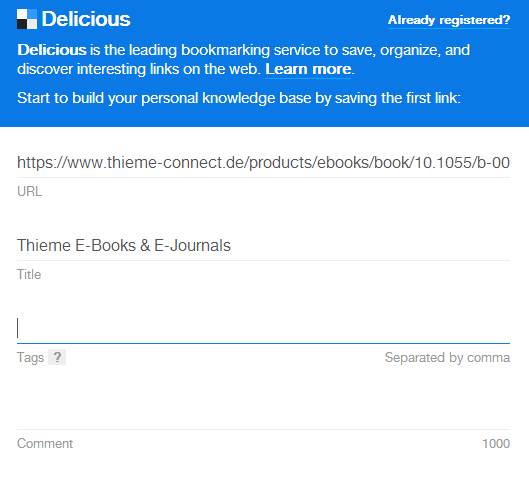 Delicious
Already registered?
Delicious is the leading bookmarking service to save, organize, and
discover interesting links on the web. Learn more.
Start to build your personal knowledge base by saving the first link:
https://www.thieme-connect.de/products/ebooks/book/10.1055/b-00
URL
Thieme E-Books & E-Journals
Title
Tags ? Separated by comma
Comment 1000